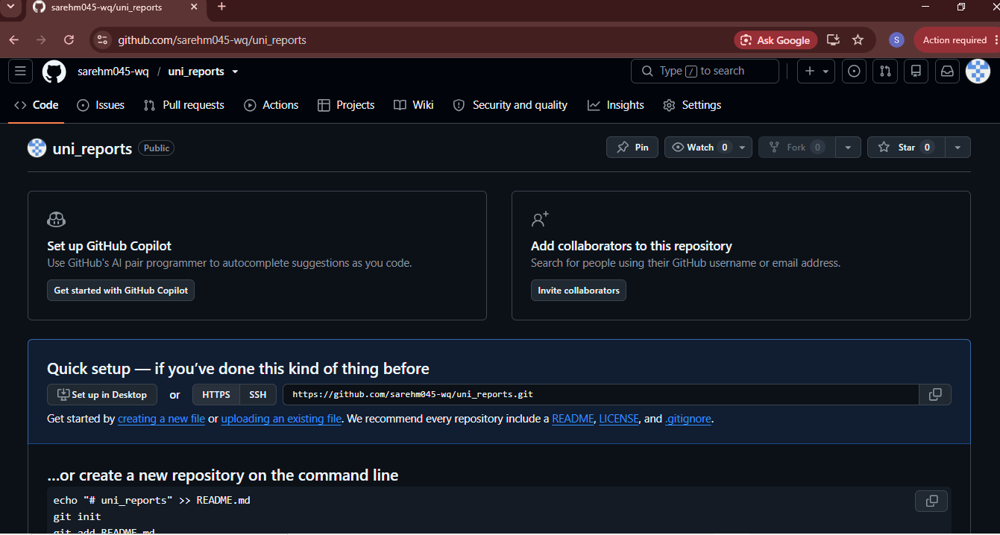 sarehm045-wq/uni_reports
github.com/sarehm045-wq/uni_reports
Ask Google
S
Action required
sarehm045-wq / uni_reports
Type / to search
Code
Issues
Pull requests
Actions
Projects
Wiki
Security and quality
Insights
Settings
uni_reports Public
Pin
Watch 0
Fork 0
Star 0
Set up GitHub Copilot
Use GitHub's AI pair programmer to autocomplete suggestions as you code.
Get started with GitHub Copilot
Add collaborators to this repository
Search for people using their GitHub username or email address.
Invite collaborators
Quick setup — if you’ve done this kind of thing before
Set up in Desktop or HTTPS SSH https://github.com/sarehm045-wq/uni_reports.git
Get started by creating a new file or uploading an existing file. We recommend every repository include a README, LICENSE, and .gitignore.
…or create a new repository on the command line
echo "# uni_reports" >> README.md
git init
git add README.md